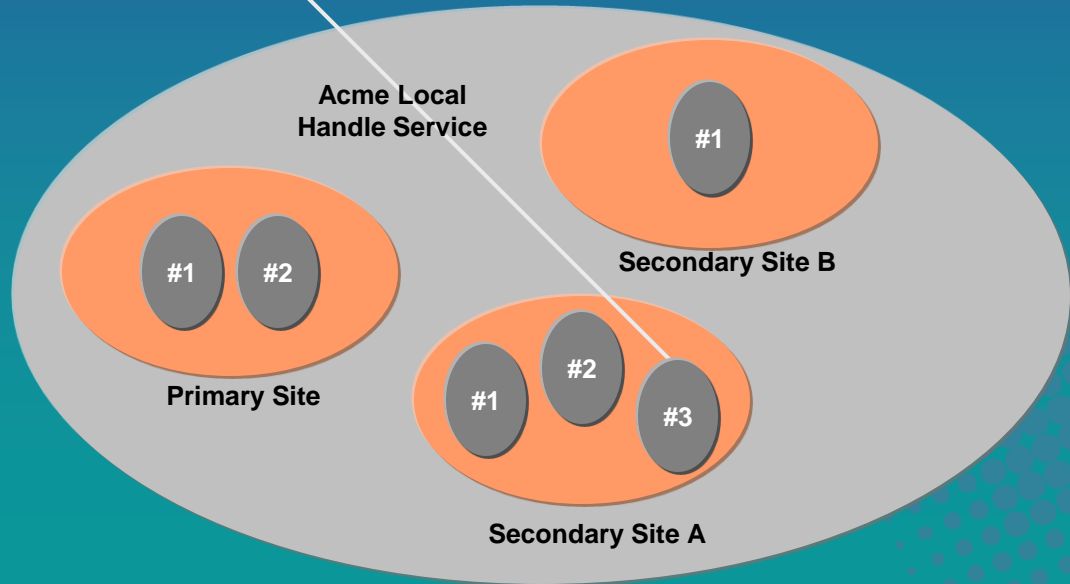 Acme Local
Handle Service
#1
Secondary Site B
#1 #2
Primary Site
#1
#2
#3
Secondary Site A